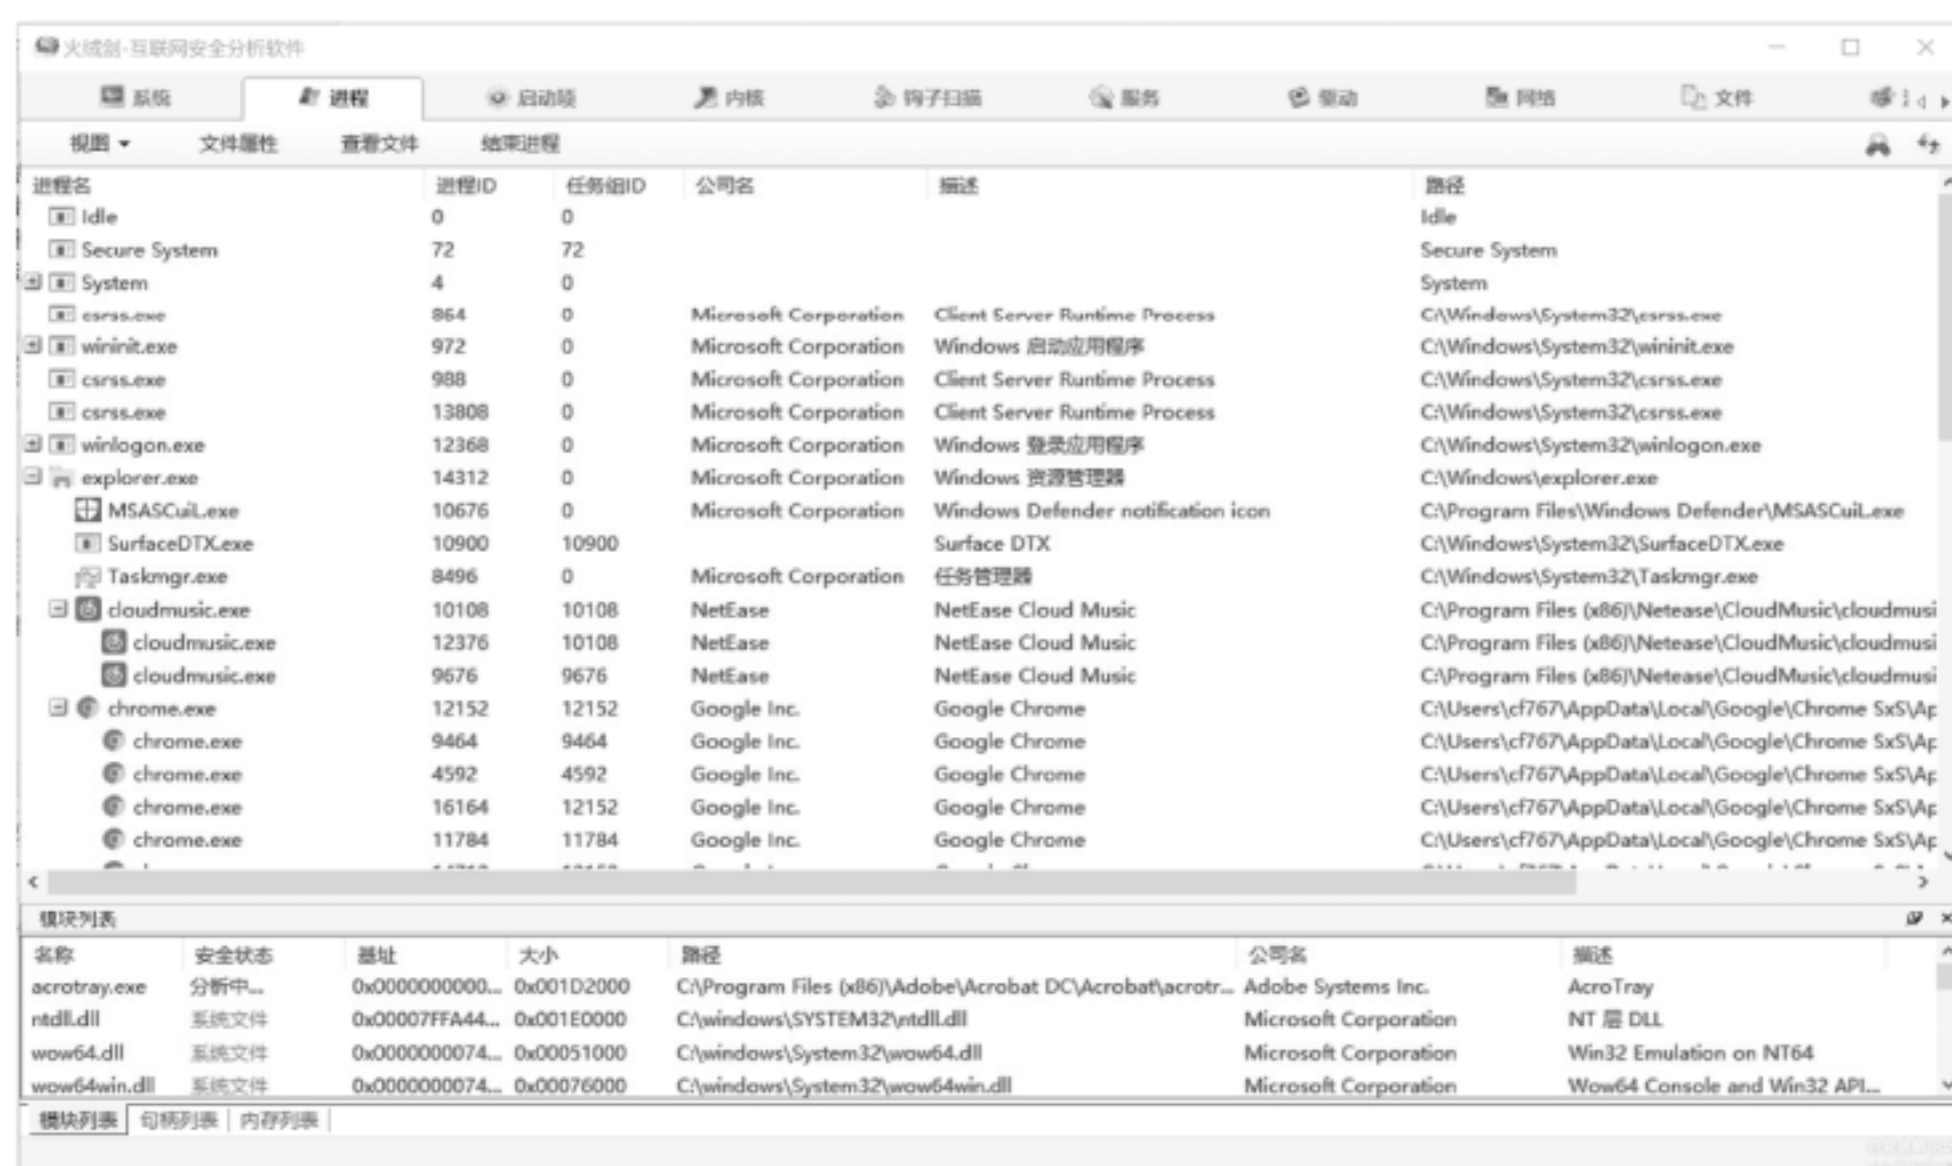 火绒剑-互联网安全分析软件
系统 进程 启动项 内核 钩子扫描 服务 驱动 网络 文件
视图 文件属性 查看文件 结束进程
进程名 进程ID 任务组ID 公司名 描述 路径
Idle 0 0 Idle
Secure System 72 72 Secure System
System 4 0 System
csrss.exe 864 0 Microsoft Corporation Client Server Runtime Process C:\Windows\System32\csrss.exe
wininit.exe 972 0 Microsoft Corporation Windows 启动应用程序 C:\Windows\System32\wininit.exe
csrss.exe 988 0 Microsoft Corporation Client Server Runtime Process C:\Windows\System32\csrss.exe
csrss.exe 13808 0 Microsoft Corporation Client Server Runtime Process C:\Windows\System32\csrss.exe
winlogon.exe 12368 0 Microsoft Corporation Windows 登录应用程序 C:\Windows\System32\winlogon.exe
explorer.exe 14312 0 Microsoft Corporation Windows 资源管理器 C:\Windows\explorer.exe
MSASCuiL.exe 10676 0 Microsoft Corporation Windows Defender notification icon C:\Program Files\Windows Defender\MSASCuiL.exe
SurfaceDTX.exe 10900 10900 Surface DTX C:\Windows\System32\SurfaceDTX.exe
Taskmgr.exe 8496 0 Microsoft Corporation 任务管理器 C:\Windows\System32\Taskmgr.exe
cloudmusic.exe 10108 10108 NetEase NetEase Cloud Music C:\Program Files (x86)\Netease\CloudMusic\cloudmusi
cloudmusic.exe 12376 10108 NetEase NetEase Cloud Music C:\Program Files (x86)\Netease\CloudMusic\cloudmusi
cloudmusic.exe 9676 9676 NetEase NetEase Cloud Music C:\Program Files (x86)\Netease\CloudMusic\cloudmusi
chrome.exe 12152 12152 Google Inc. Google Chrome C:\Users\cf767\AppData\Local\Google\Chrome SxS\Ap
chrome.exe 9464 9464 Google Inc. Google Chrome C:\Users\cf767\AppData\Local\Google\Chrome SxS\Ap
chrome.exe 4592 4592 Google Inc. Google Chrome C:\Users\cf767\AppData\Local\Google\Chrome SxS\Ap
chrome.exe 16164 12152 Google Inc. Google Chrome C:\Users\cf767\AppData\Local\Google\Chrome SxS\Ap
chrome.exe 11784 11784 Google Inc. Google Chrome C:\Users\cf767\AppData\Local\Google\Chrome SxS\Ap
模块列表
名称 安全状态 基址 大小 路径 公司名 描述
acrotray.exe 分析中... 0x0000000000... 0x001D2000 C:\Program Files (x86)\Adobe\Acrobat DC\Acrobat\acrotr... Adobe Systems Inc. AcroTray
ntdll.dll 系统文件 0x00007FFA44... 0x001E0000 C:\windows\SYSTEM32\ntdll.dll Microsoft Corporation NT 层 DLL
wow64.dll 系统文件 0x0000000074... 0x00051000 C:\windows\System32\wow64.dll Microsoft Corporation Win32 Emulation on NT64
wow64win.dll 系统文件 0x0000000074... 0x00076000 C:\windows\System32\wow64win.dll Microsoft Corporation Wow64 Console and Win32 API...
模块列表 句柄列表 内存列表